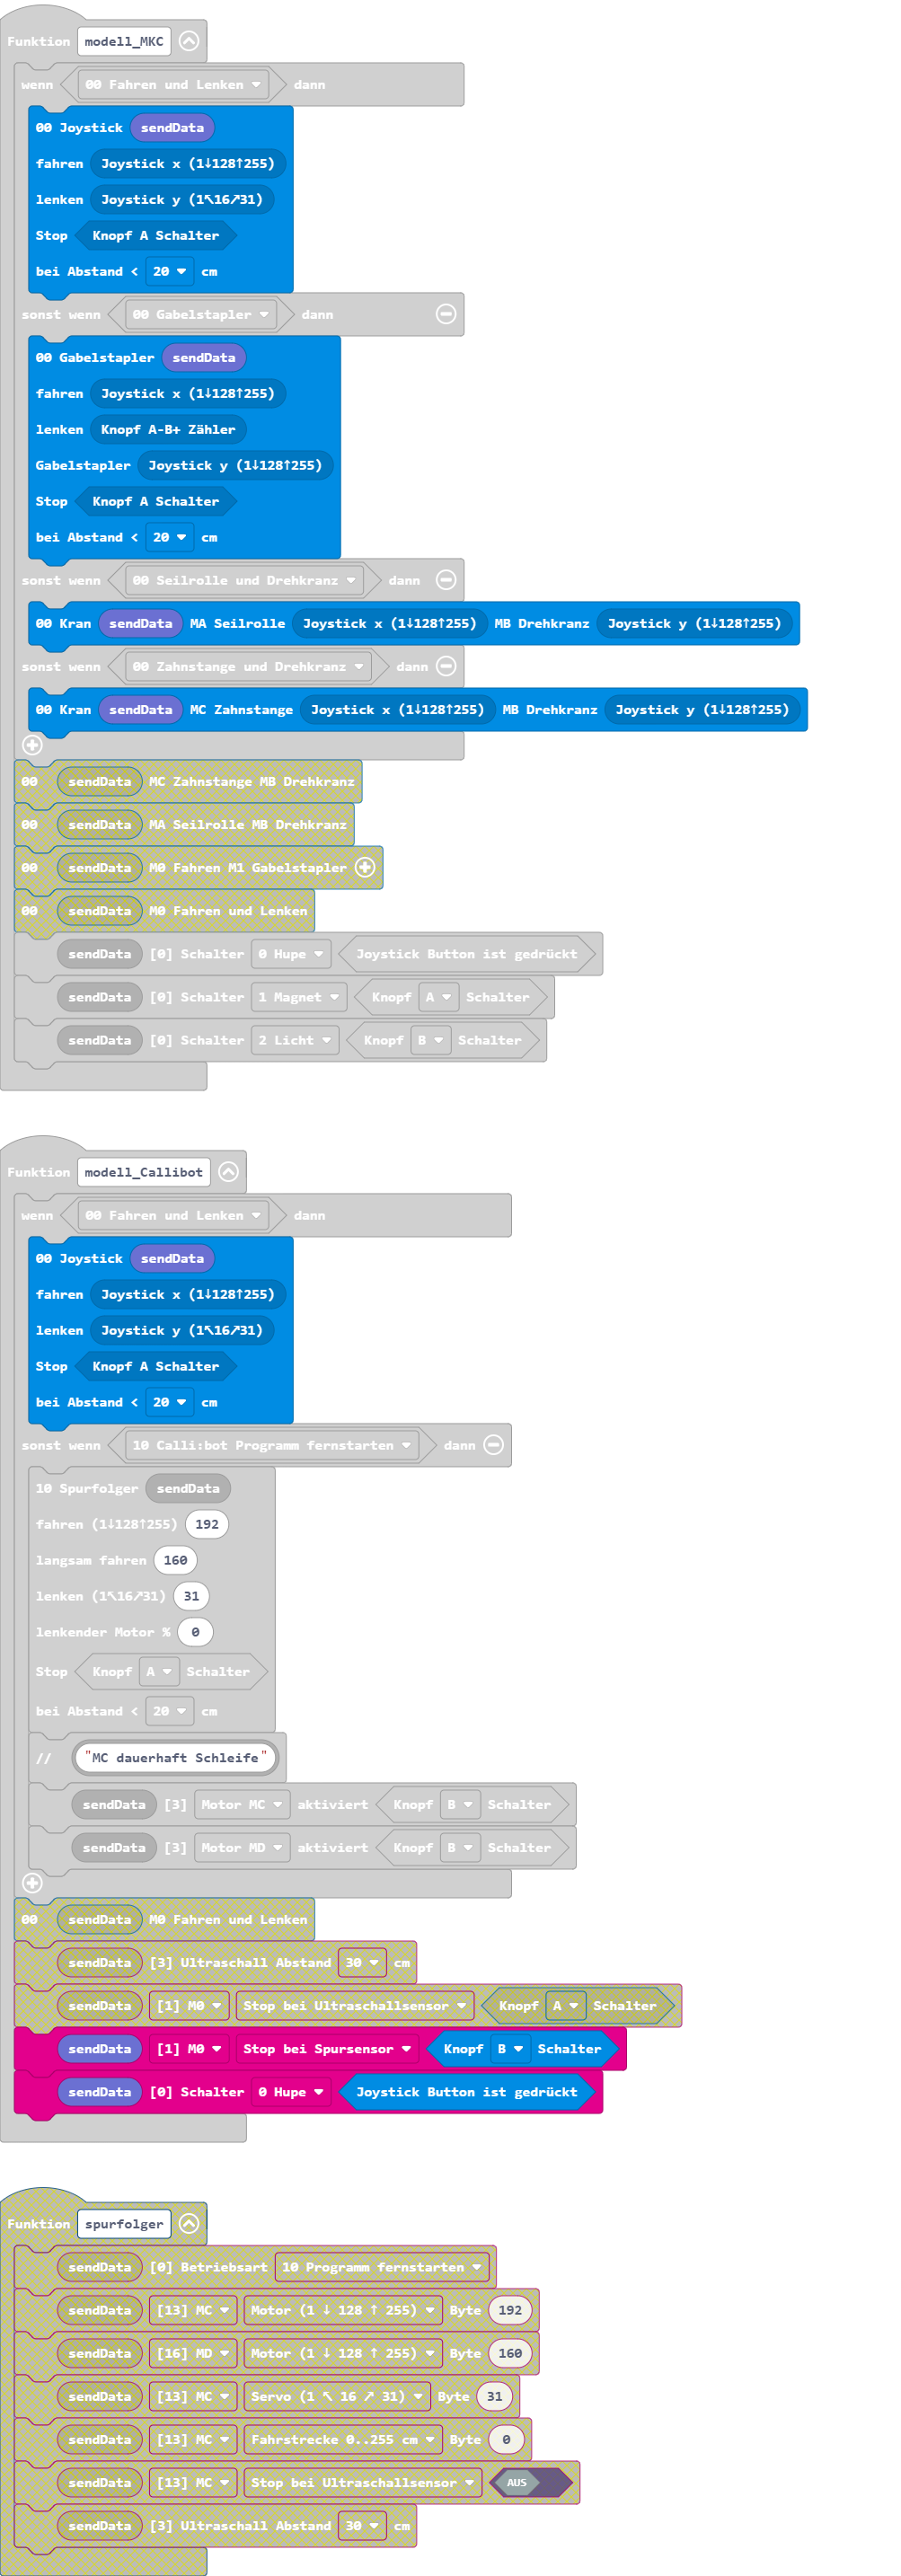 Funktion modell_MKC
wenn 00 Fahren und Lenken dann
00 Joystick sendData
fahren Joystick x (1↓128↑255)
lenken Joystick y (1↖16↗31)
Stop Knopf A Schalter
bei Abstand < 20 cm
sonst wenn 00 Gabelstapler dann
00 Gabelstapler sendData
fahren Joystick x (1↓128↑255)
lenken Knopf A-B+ Zähler
Gabelstapler Joystick y (1↓128↑255)
Stop Knopf A Schalter
bei Abstand < 20 cm
sonst wenn 00 Seilrolle und Drehkranz dann
00 Kran sendData MA Seilrolle Joystick x (1↓128↑255) MB Drehkranz Joystick y (1↓128↑255)
sonst wenn 00 Zahnstange und Drehkranz dann
00 Kran sendData MC Zahnstange Joystick x (1↓128↑255) MB Drehkranz Joystick y (1↓128↑255)
00 sendData MC Zahnstange MB Drehkranz
00 sendData MA Seilrolle MB Drehkranz
00 sendData M0 Fahren M1 Gabelstapler
00 sendData M0 Fahren und Lenken
sendData [0] Schalter 0 Hupe Joystick Button ist gedrückt
sendData [0] Schalter 1 Magnet Knopf A Schalter
sendData [0] Schalter 2 Licht Knopf B Schalter
Funktion modell_Callibot
wenn 00 Fahren und Lenken dann
00 Joystick sendData
fahren Joystick x (1↓128↑255)
lenken Joystick y (1↖16↗31)
Stop Knopf A Schalter
bei Abstand < 20 cm
sonst wenn 10 Calli:bot Programm fernstarten dann
10 Spurfolger sendData
fahren (1↓128↑255) 192
langsam fahren 160
lenken (1↖16↗31) 31
lenkender Motor % 0
Stop Knopf A Schalter
bei Abstand < 20 cm
// "MC dauerhaft Schleife"
sendData [3] Motor MC aktiviert Knopf B Schalter
sendData [3] Motor MD aktiviert Knopf B Schalter
00 sendData M0 Fahren und Lenken
sendData [3] Ultraschall Abstand 30 cm
sendData [1] M0 Stop bei Ultraschallsensor Knopf A Schalter
sendData [1] M0 Stop bei Spursensor Knopf B Schalter
sendData [0] Schalter 0 Hupe Joystick Button ist gedrückt
Funktion spurfolger
sendData [0] Betriebsart 10 Programm fernstarten
sendData [13] MC Motor (1 ↓ 128 ↑ 255) Byte 192
sendData [16] MD Motor (1 ↓ 128 ↑ 255) Byte 160
sendData [13] MC Servo (1 ↖ 16 ↗ 31) Byte 31
sendData [13] MC Fahrstrecke 0..255 cm Byte 0
sendData [13] MC Stop bei Ultraschallsensor AUS
sendData [3] Ultraschall Abstand 30 cm